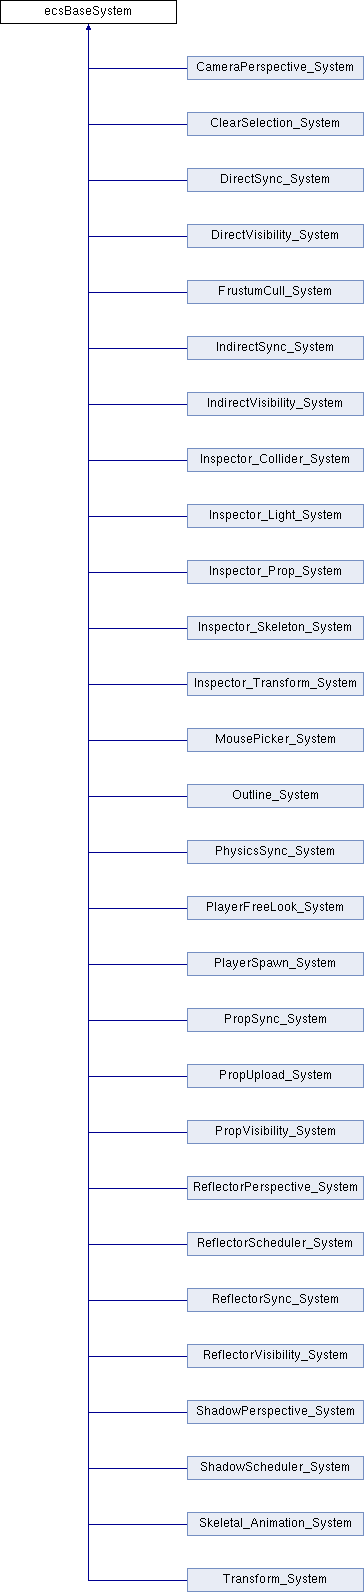 ecsBaseSystem
CameraPerspective_System
ClearSelection_System
DirectSync_System
DirectVisibility_System
FrustumCull_System
IndirectSync_System
IndirectVisibility_System
Inspector_Collider_System
Inspector_Light_System
Inspector_Prop_System
Inspector_Skeleton_System
Inspector_Transform_System
MousePicker_System
Outline_System
PhysicsSync_System
PlayerFreeLook_System
PlayerSpawn_System
PropSync_System
PropUpload_System
PropVisibility_System
ReflectorPerspective_System
ReflectorScheduler_System
ReflectorSync_System
ReflectorVisibility_System
ShadowPerspective_System
ShadowScheduler_System
Skeletal_Animation_System
Transform_System